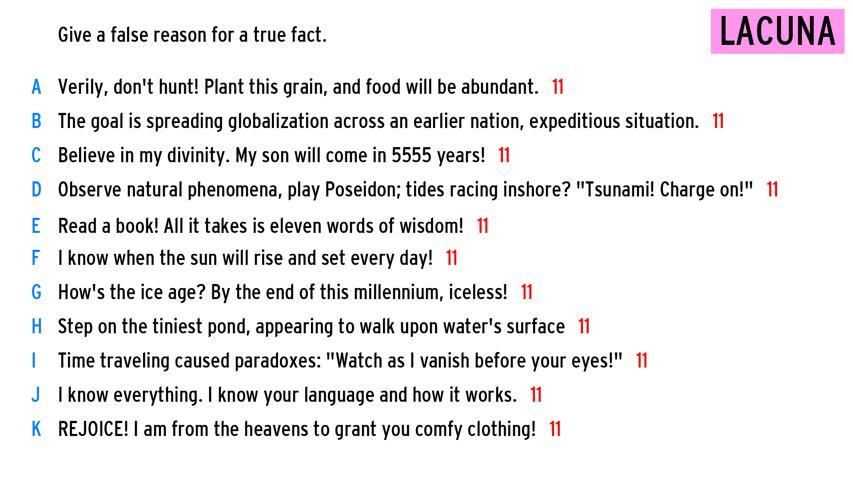 Give a false reason for a true fact.
LACUNA
A Verily, don't hunt! Plant this grain, and food will be abundant. 11
B The goal is spreading globalization across an earlier nation, expeditious situation. 11
C Believe in my divinity. My son will come in 5555 years! 11
D Observe natural phenomena, play Poseidon; tides racing inshore? "Tsunami! Charge on!" 11
E Read a book! All it takes is eleven words of wisdom! 11
F I know when the sun will rise and set every day! 11
G How's the ice age? By the end of this millennium, iceless! 11
H Step on the tiniest pond, appearing to walk upon water's surface 11
I Time traveling caused paradoxes: "Watch as I vanish before your eyes!" 11
J I know everything. I know your language and how it works. 11
K REJOICE! I am from the heavens to grant you comfy clothing! 11